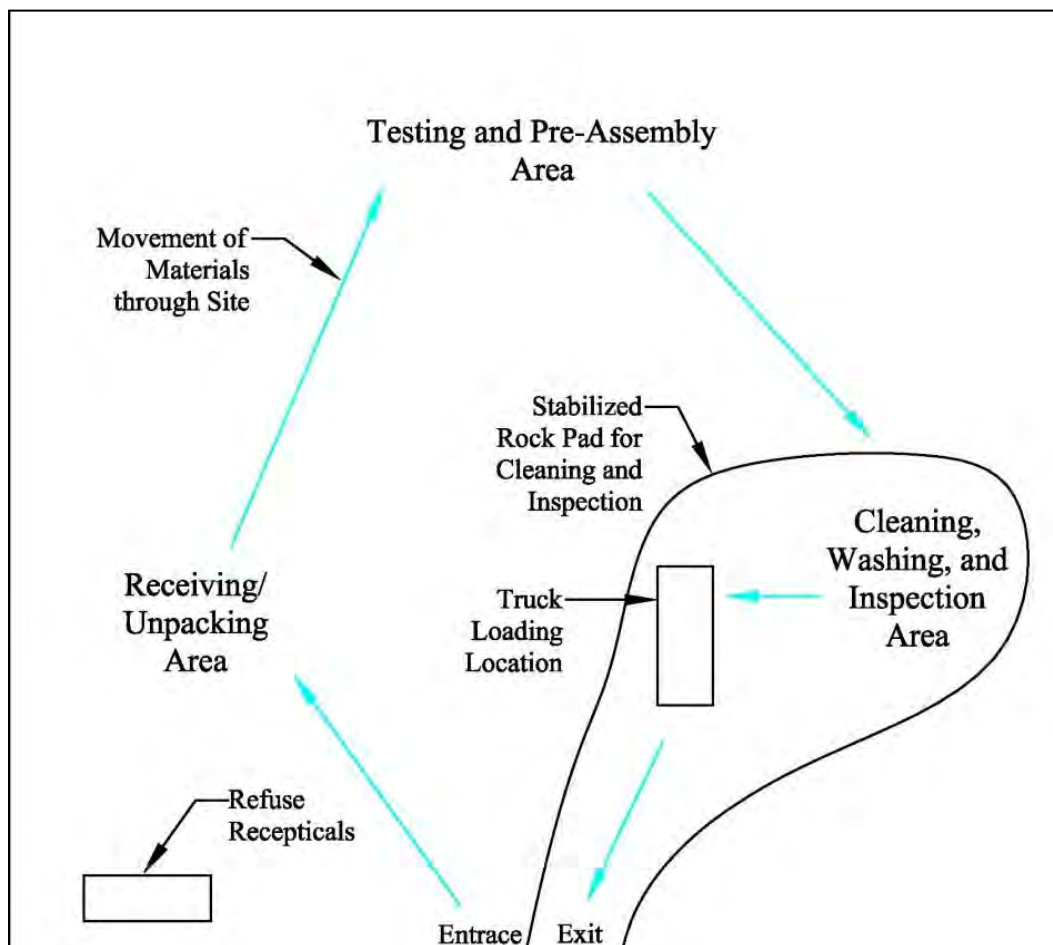 Testing and Pre-Assembly
Area
Movement of
Materials
through Site
Stabilized
Rock Pad for
Cleaning and
Inspection
Cleaning,
Washing, and
Inspection
Area
Receiving/
Unpacking
Area
Truck
Loading
Location
Refuse
Recepticals
Entrace
Exit